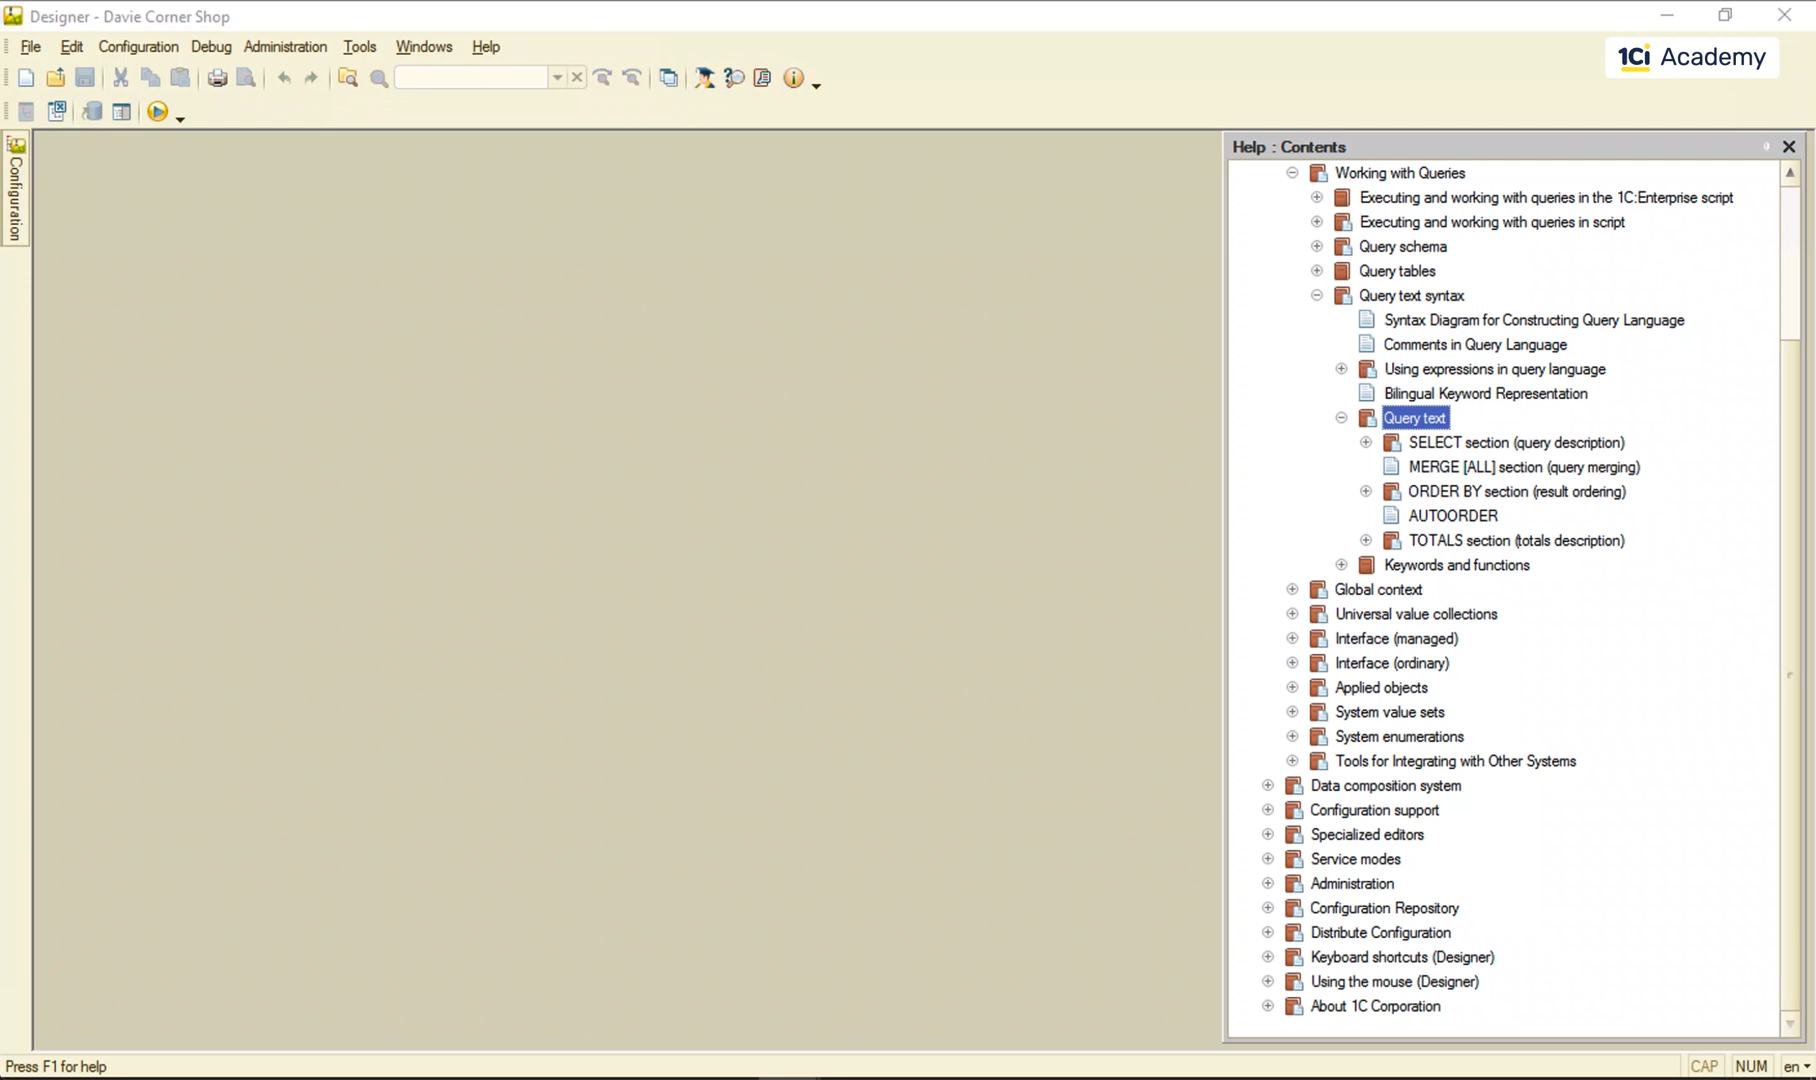 Designer - Davie Corner Shop
File Edit Configuration Debug Administration Tools Windows Help
1Ci Academy
Configuration
Help : Contents
Working with Queries
Executing and working with queries in the 1C:Enterprise script
Executing and working with queries in script
Query schema
Query tables
Query text syntax
Syntax Diagram for Constructing Query Language
Comments in Query Language
Using expressions in query language
Bilingual Keyword Representation
Query text
SELECT section (query description)
MERGE [ALL] section (query merging)
ORDER BY section (result ordering)
AUTOORDER
TOTALS section (totals description)
Keywords and functions
Global context
Universal value collections
Interface (managed)
Interface (ordinary)
Applied objects
System value sets
System enumerations
Tools for Integrating with Other Systems
Data composition system
Configuration support
Specialized editors
Service modes
Administration
Configuration Repository
Distribute Configuration
Keyboard shortcuts (Designer)
Using the mouse (Designer)
About 1C Corporation
Press F1 for help
CAP NUM en